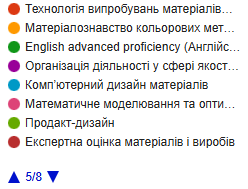 Технологія випробувань матеріалів…
Матеріалознавство кольорових мет…
English advanced proficiency (Англійс…
Організація діяльності у сфері якост…
Комп'ютерний дизайн матеріалів
Математичне моделювання та опти…
Продакт-дизайн
Експертна оцінка матеріалів і виробів
▲ 5/8 ▼